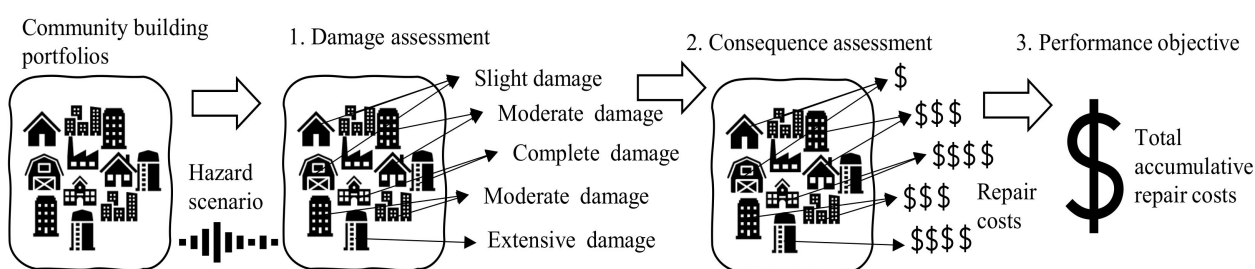 Community building
portfolios
Hazard
scenario
1. Damage assessment
Slight damage
Moderate damage
Complete damage
Moderate damage
Extensive damage
2. Consequence assessment
$
$$$
$$$$
$$$
$$$$
Repair
costs
3. Performance objective
$
Total
accumulative
repair costs